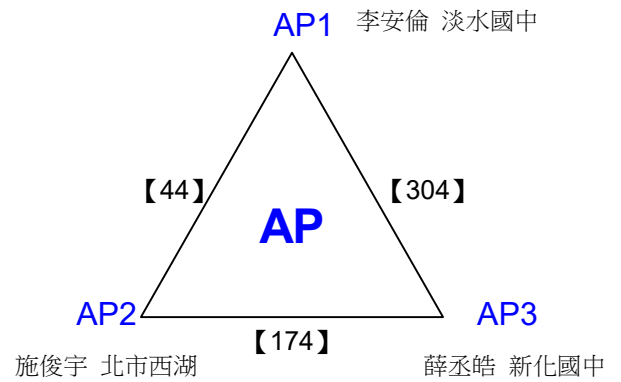 AP1 李安倫 淡水國中
【44】 【304】
AP
AP2 AP3
【174】
施俊宇 北市西湖 薛丞皓 新化國中